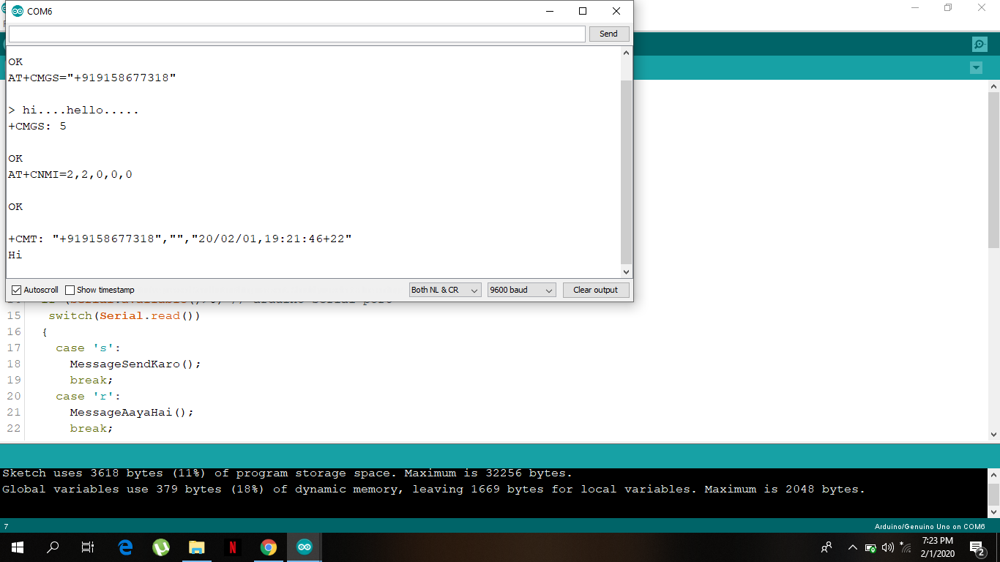 COM6
Send
OK
AT+CMGS="+919158677318"
> hi....hello.....
+CMGS: 5
OK
AT+CNMI=2,2,0,0,0
OK
+CMT: "+919158677318","","20/02/01,19:21:46+22"
Hi
Autoscroll Show timestamp Both NL & CR 9600 baud Clear output
15 switch(Serial.read())
16 {
17 case 's':
18 MessageSendKaro();
19 break;
20 case 'r':
21 MessageAayaHai();
22 break;
Sketch uses 3618 bytes (11%) of program storage space. Maximum is 32256 bytes.
Global variables use 379 bytes (18%) of dynamic memory, leaving 1669 bytes for local variables. Maximum is 2048 bytes.
7 Arduino/Genuino Uno on COM6
7:23 PM
2/1/2020
2